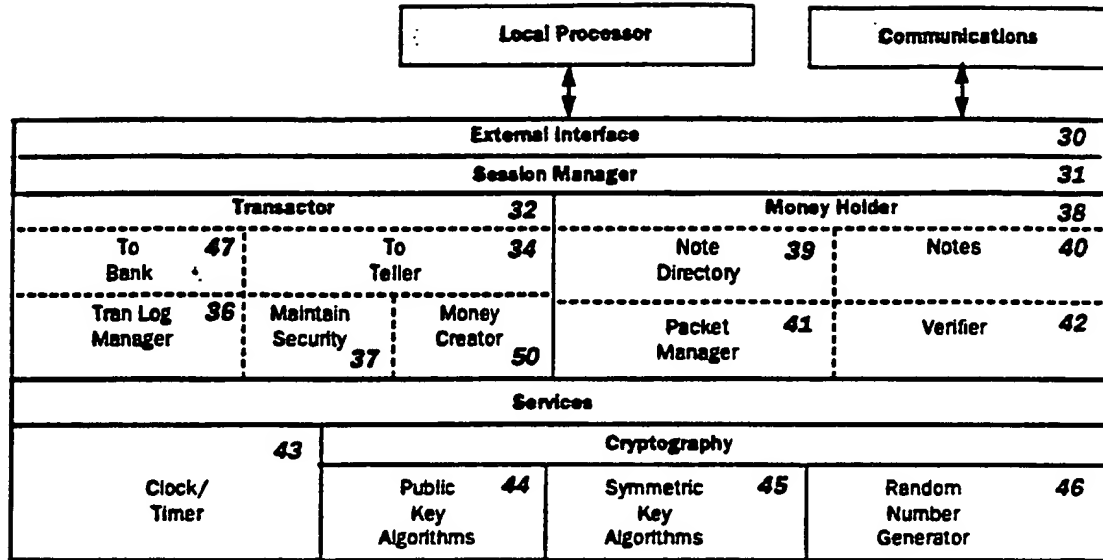 Local Processor
Communications
External Interface 30
Session Manager 31
Transactor 32
Money Holder 38
To Bank 47
To Teller 34
Note Directory 39
Notes 40
Tran Log Manager 36
Maintain Security 37
Money Creator 50
Packet Manager 41
Verifier 42
Services
43
Clock/
Timer
Cryptography
Public 44
Key
Algorithms
Symmetric 45
Key
Algorithms
Random 46
Number
Generator